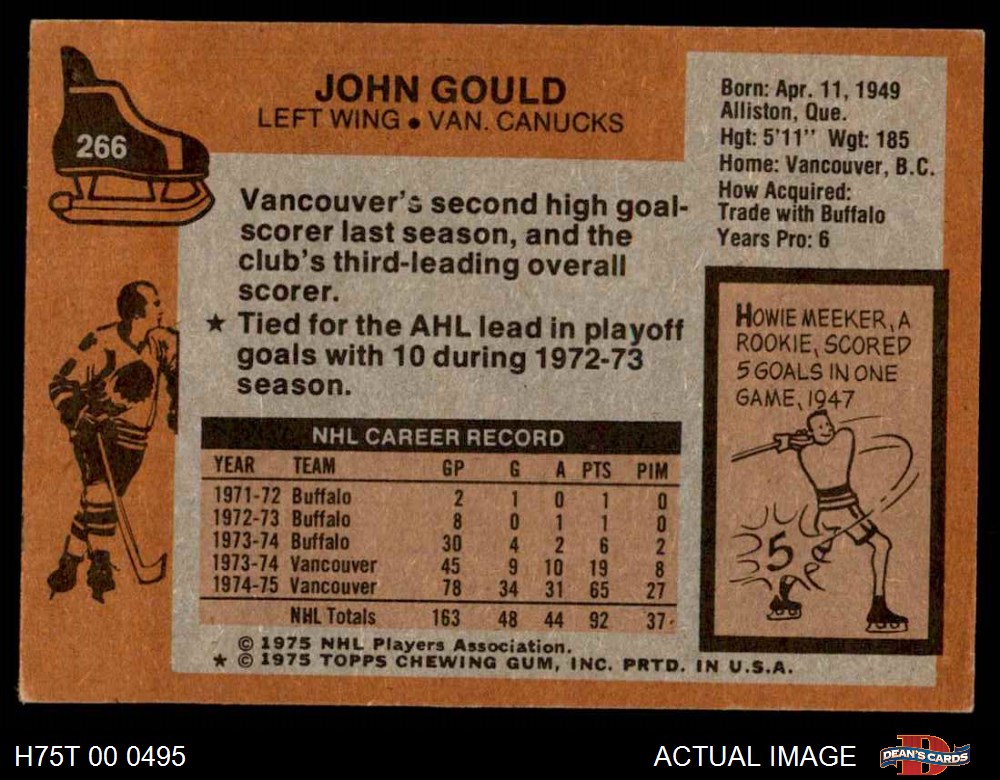 266
JOHN GOULD
LEFT WING • VAN. CANUCKS
Born: Apr. 11, 1949
Alliston, Que.
Hgt: 5'11" Wgt: 185
Home: Vancouver, B.C.
How Acquired:
Trade with Buffalo
Years Pro: 6
Vancouver's second high goal-
scorer last season, and the
club's third-leading overall
scorer.
★ Tied for the AHL lead in playoff
goals with 10 during 1972-73
season.
HOWIE MEEKER, A
ROOKIE, SCORED
5 GOALS IN ONE
GAME, 1947
5
NHL CAREER RECORD
YEAR TEAM GP G A PTS PIM
1971-72 Buffalo 2 1 0 1 0
1972-73 Buffalo 8 0 1 1 0
1973-74 Buffalo 30 4 2 6 2
1973-74 Vancouver 45 9 10 19 8
1974-75 Vancouver 78 34 31 65 27
NHL Totals 163 48 44 92 37
© 1975 NHL Players Association.
★ © 1975 TOPPS CHEWING GUM, INC. PRTD. IN U.S.A.
H75T 00 0495
ACTUAL IMAGE
DEAN'S CARDS